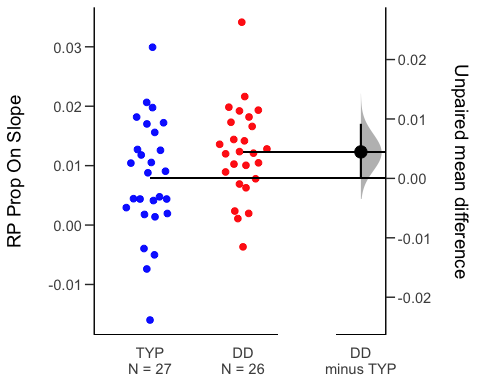 RP Prop On Slope
0.03
0.02
0.01
0.00
-0.01
0.02
0.01
0.00
-0.01
-0.02
Unpaired mean difference
TYP
N = 27
DD
N = 26
DD
minus TYP